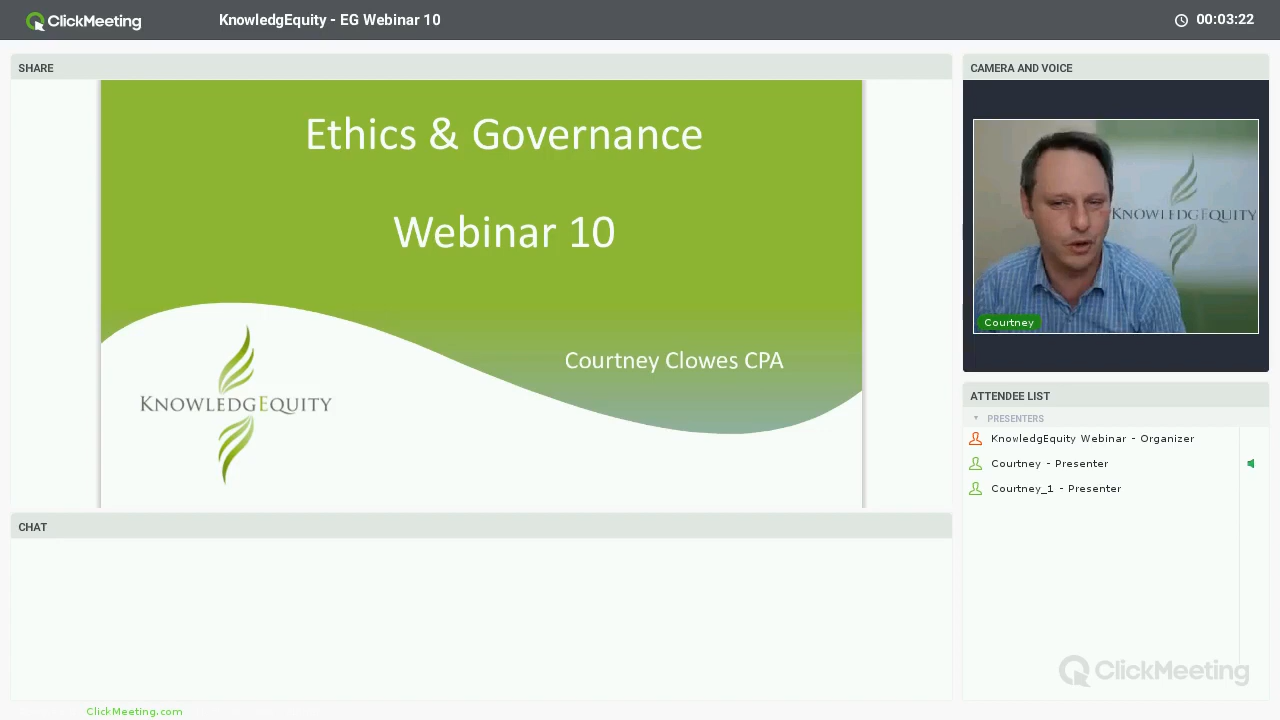 ClickMeeting
KnowledgEquity - EG Webinar 10
00:03:22
SHARE
Ethics & Governance
Webinar 10
Courtney Clowes CPA
KNOWLEDGEQUITY
CHAT
CAMERA AND VOICE
KNOWLEDGEQUITY
Courtney
ATTENDEE LIST
PRESENTERS
KnowledgEquity Webinar - Organizer
Courtney - Presenter
Courtney_1 - Presenter
ClickMeeting
ClickMeeting.com